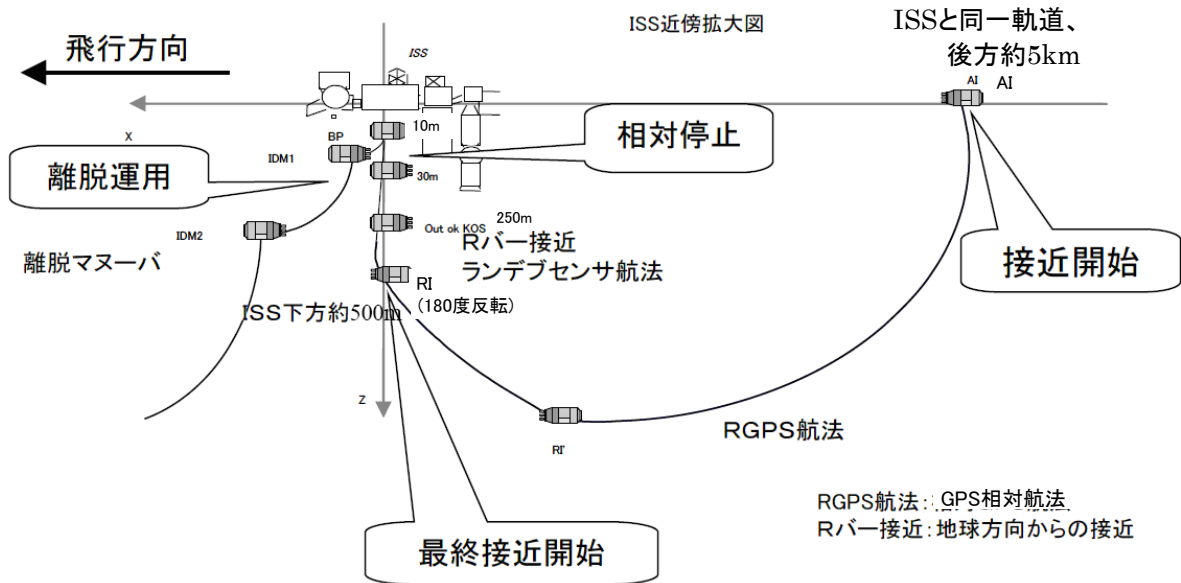 ISS近傍拡大図
ISSと同一軌道、
後方約5km
飛行方向
ISS
AI
AI
X
BP
10m
相対停止
IDM1
30m
離脱運用
250m
Out ok KOS
Rバー接近
ランデブセンサ航法
IDM2
離脱マヌーバ
接近開始
RI
(180度反転)
ISS下方約500m
Z
RGPS航法
RI'
RGPS航法:GPS相対航法
Rバー接近:地球方向からの接近
最終接近開始